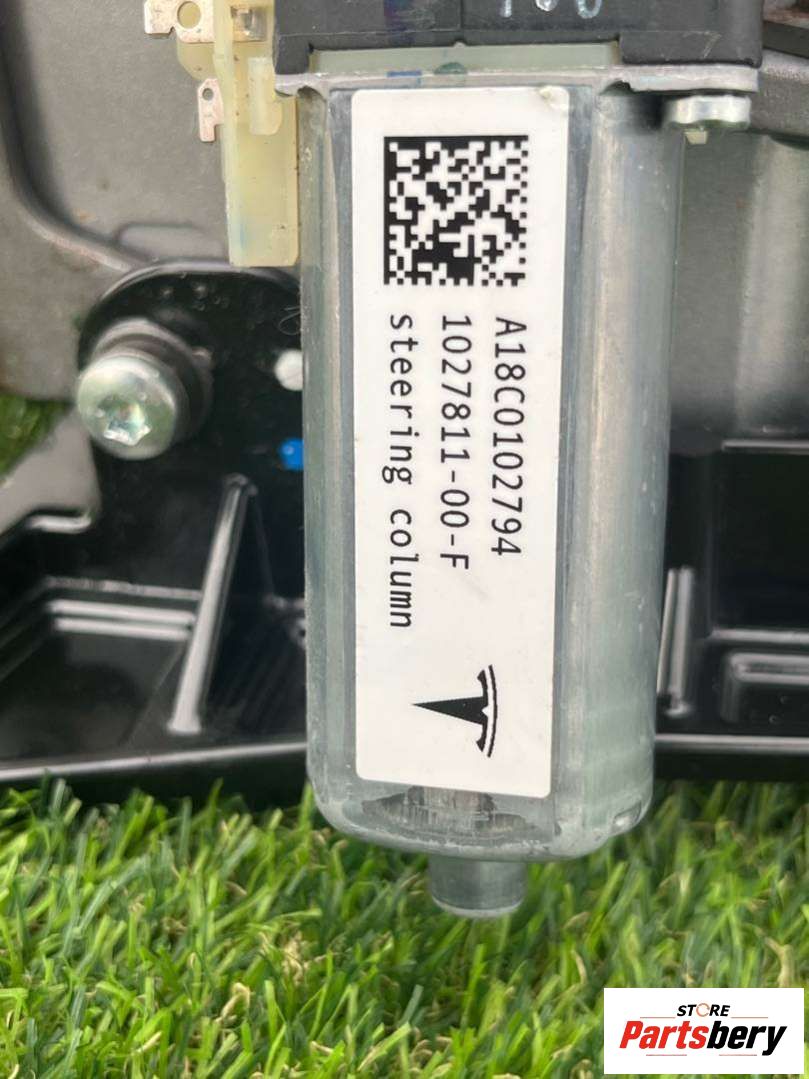 A18C0102794
1027811-00-F
steering column
STORE
Partsbery